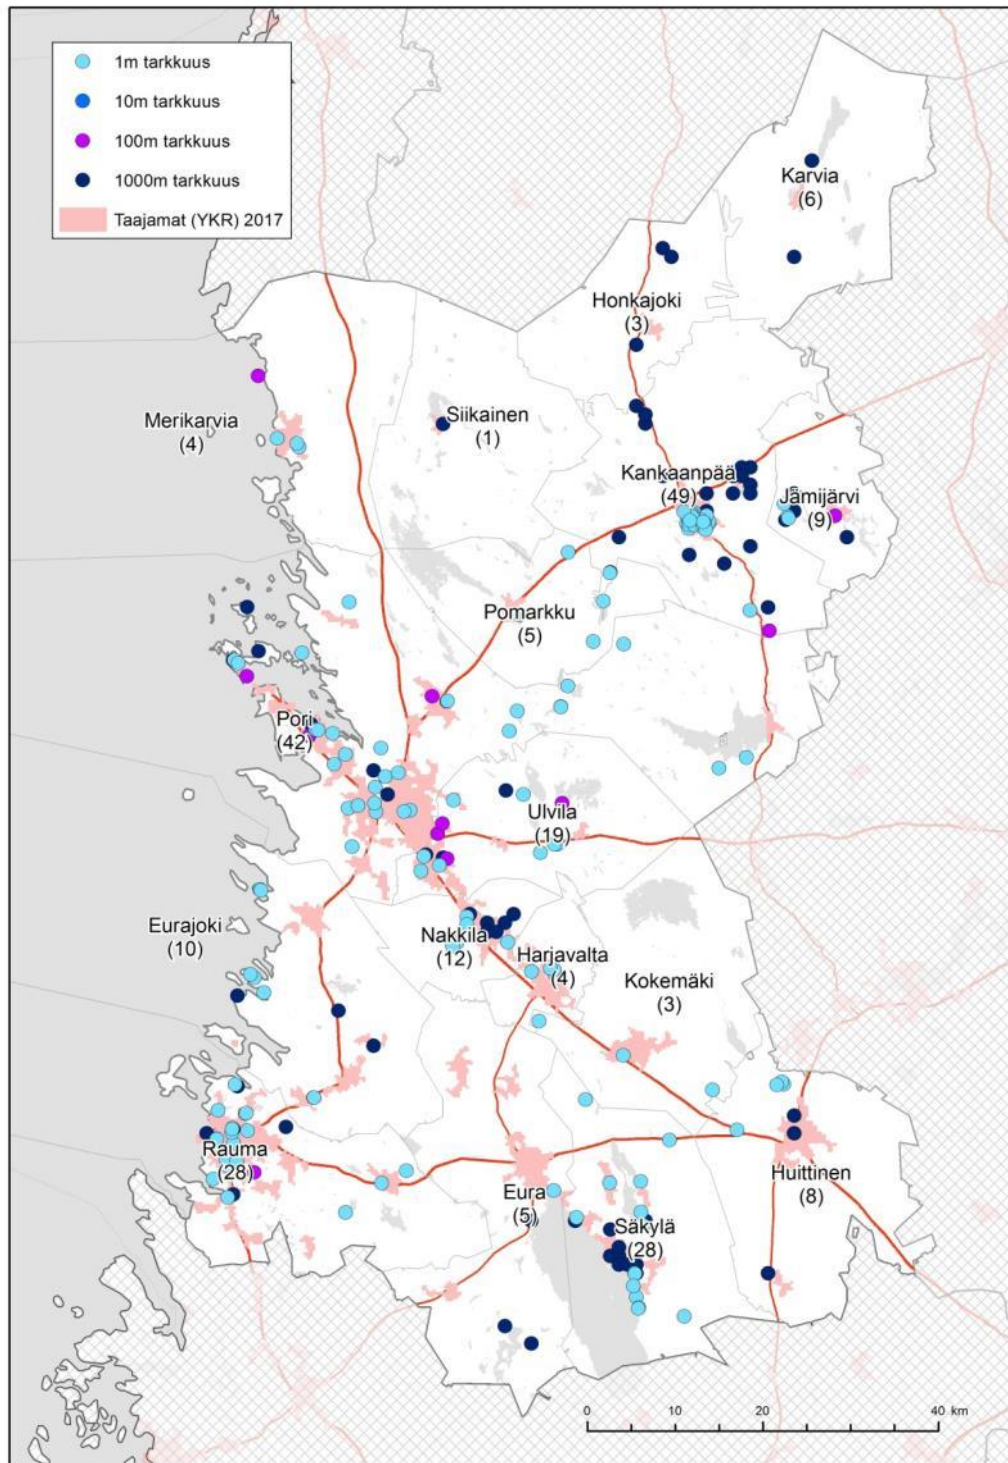 1m tarkkuus
10m tarkkuus
100m tarkkuus
1000m tarkkuus
Taajamat (YKR) 2017
Karvia
(6)
Honkajoki
(3)
Merikarvia
(4)
Siikainen
(1)
Kankaanpää
(49)
Jämijärvi
(9)
Pomarkku
(5)
Pori
(42)
Ulvila
(19)
Eurajoki
(10)
Nakkila
(12)
Harjavalta
(4)
Kokemäki
(3)
Rauma
(28)
Huittinen
(8)
Eura
(5)
Säkylä
(28)
0 10 20 40 km